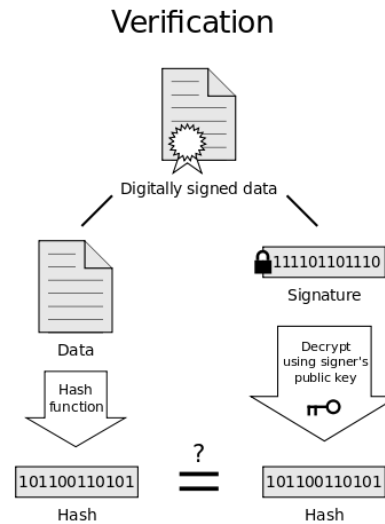 Verification
Digitally signed data
111101101110
Signature
Data
Decrypt
using signer's
public key
Hash
function
?
=
101100110101
101100110101
Hash
Hash